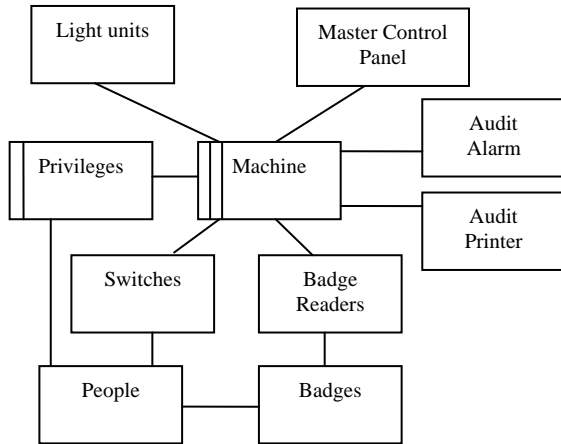 Light units
Master Control
Panel
Audit
Alarm
Privileges
Machine
Audit
Printer
Switches
Badge
Readers
People
Badges